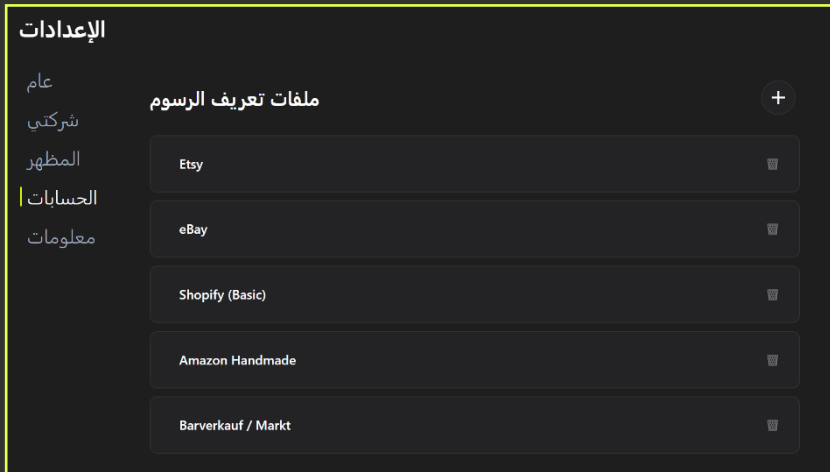 الإعدادات
عام
شركتي
المظهر
الحسابات
معلومات
ملفات تعريف الرسوم
+
Etsy
eBay
Shopify (Basic)
Amazon Handmade
Barverkauf / Markt